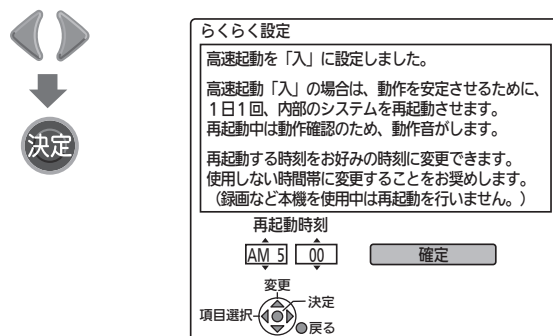 決定
らくらく設定
高速起動を「入」に設定しました。
高速起動「入」の場合は、動作を安定させるために、
１日１回、内部のシステムを再起動させます。
再起動中は動作確認のため、動作音がします。
再起動する時刻をお好みの時刻に変更できます。
使用しない時間帯に変更することをお奨めします。
（録画など本機を使用中は再起動を行いません。）
再起動時刻
AM 5 00 確定
変更
決定
項目選択
戻る